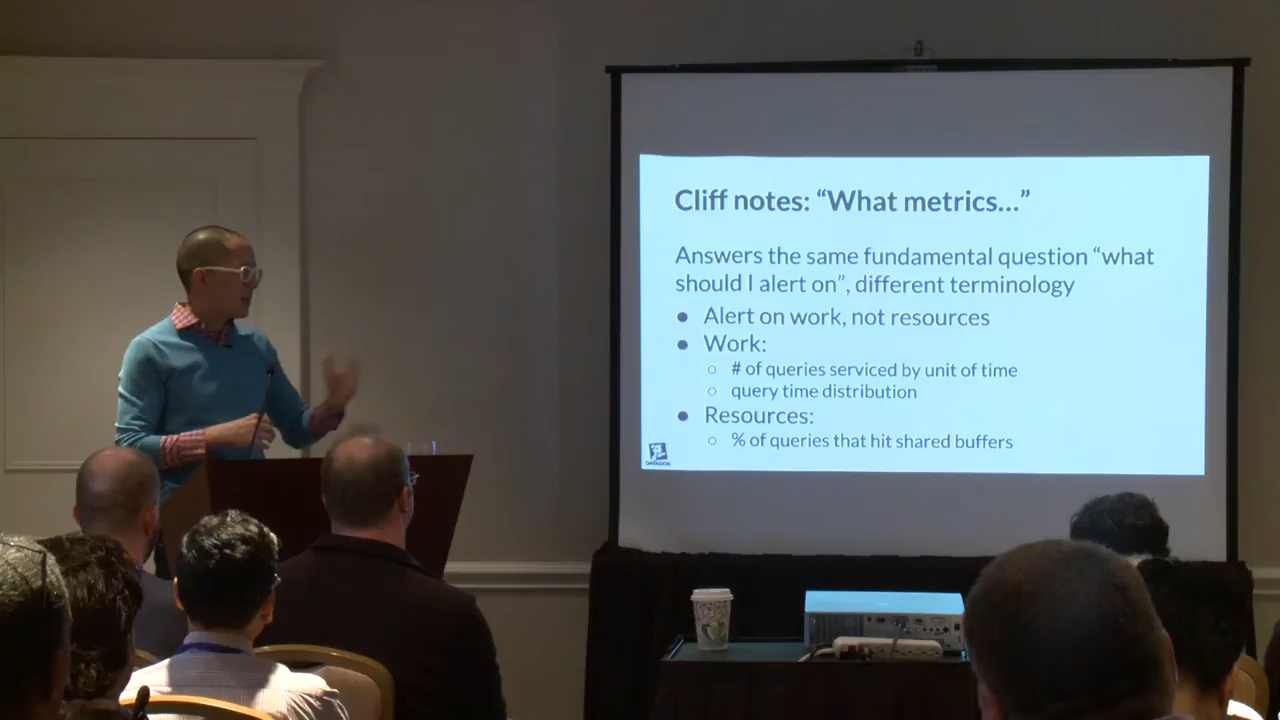 Cliff notes: “What metrics...”
Answers the same fundamental question “what
should I alert on”, different terminology
● Alert on work, not resources
● Work:
○ # of queries serviced by unit of time
○ query time distribution
● Resources:
○ % of queries that hit shared buffers
DATADOG